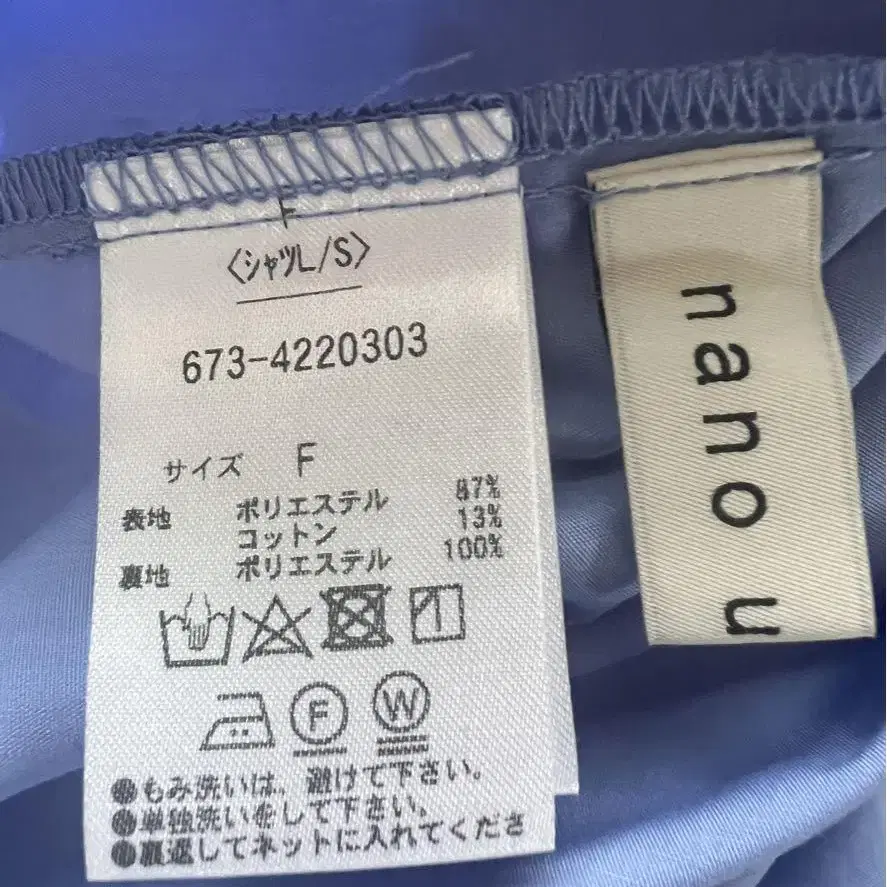 〈シャツL/S〉
673-4220303
サイズ F
表地 ポリエステル 87%
コットン 13%
裏地 ポリエステル 100%
F
W
●もみ洗いは、避けて下さい。
●単独洗いをして下さい。
●裏返してネットに入れてくださ
nano u